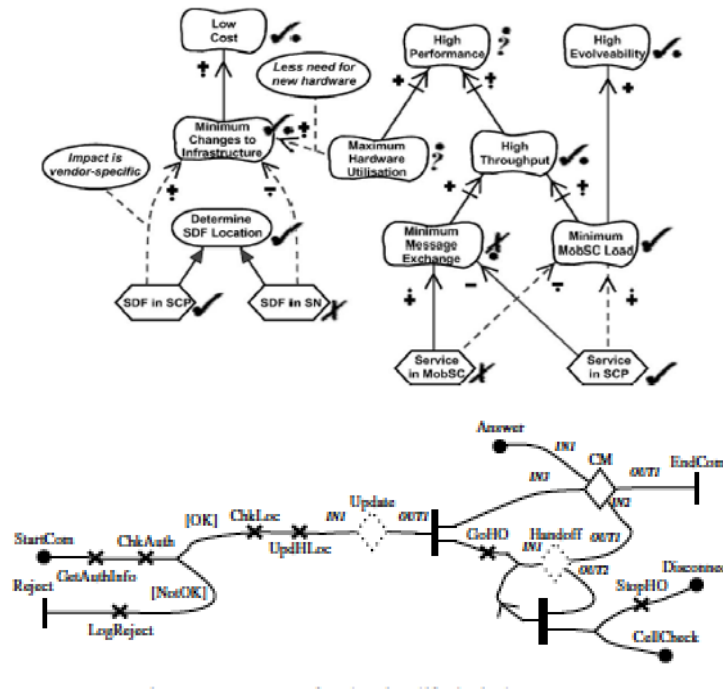 Low
Cost
High
Performance
High
Evolveability
Less need for
new hardware
Minimum
Changes to
Infrastructure
Impact is
vendor-specific
Maximum
Hardware
Utilisation
High
Throughput
Determine
SDF Location
Minimum
Message
Exchange
Minimum
MobSC Load
SDF in SCP
SDF in SN
Service
in MobSC
Service
in SCP
Answer
IN1
CM
OUT1
EndCom
IN3
IN2
[OK]
ChkLoc
IN1
Update
OUT1
UpdHLoc
StartCom
ChkAuth
GetAuthInfo
GoHO
IN1
Handoff
OUT1
OUT2
Disconnec
StopHO
Reject
[NotOK]
LogReject
CellCheck